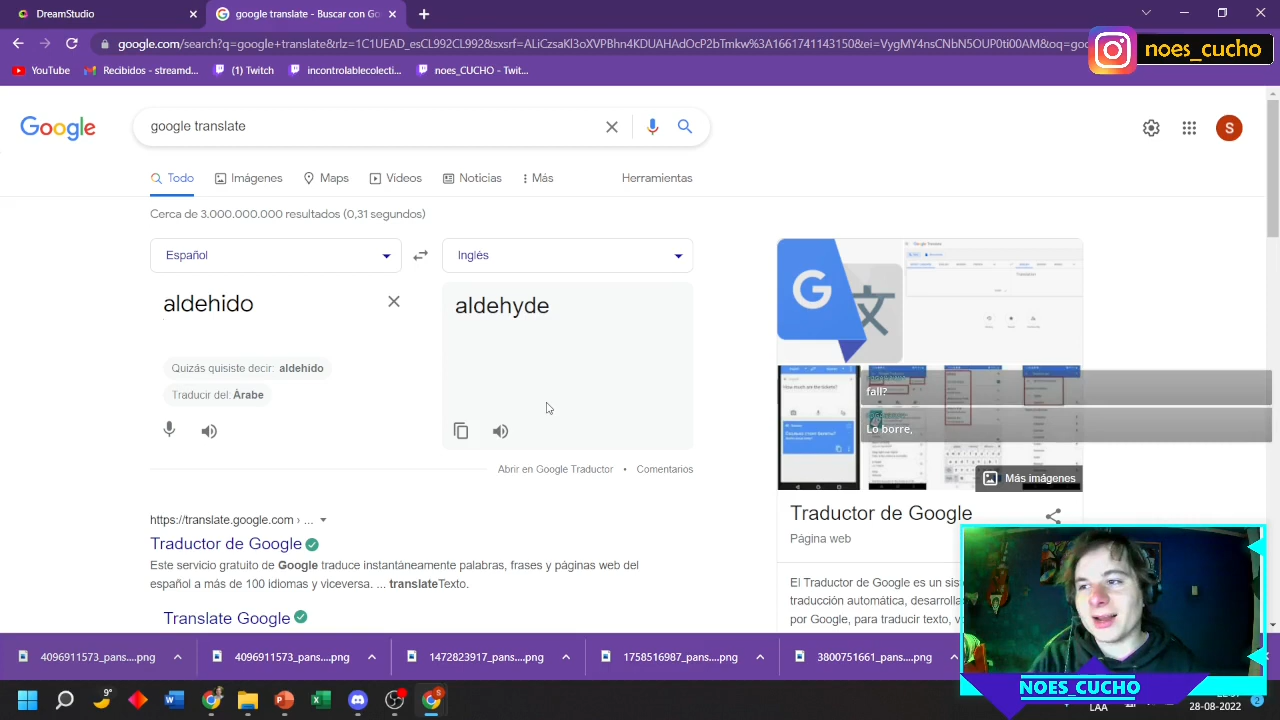 DreamStudio
google translate - Buscar con Go
google.com/search?q=google+translate&rlz=1C1UEAD_esCL992CL992&sxsrf=ALiCzsaKl3oXVPBhn4KDUAHAdOcP2bTmkw%3A1661741143150&ei=VygMY4nsCNbN5OUP0ti00AM&oq=goo
noes_cucho
YouTube
Recibidos - streamd...
(1) Twitch
incontrolablecolecti...
noes_CUCHO - Twit...
Google
google translate
S
Todo
Imágenes
Maps
Videos
Noticias
Más
Herramientas
Cerca de 3.000.000.000 resultados (0,31 segundos)
Español
Inglés
aldehido
aldehyde
Quizás quisiste decir: aldehído
Traducir del: Árabe
fall?
Lo borre,
Abrir en Google Traductor • Comentarios
Más imágenes
https://translate.google.com › ...
Traductor de Google
Página web
Traductor de Google
Este servicio gratuito de Google traduce instantáneamente palabras, frases y páginas web del
español a más de 100 idiomas y viceversa. ... translateTexto.
Translate Google
El Traductor de Google es un sis
traducción automática, desarrollad
por Google, para traducir texto, v
4096911573_pans....png
4096911573_pans....png
1472823917_pans....png
1758516987_pans....png
3800751661_pans....png
NOES_CUCHO
9°
LAA
28-08-2022
2